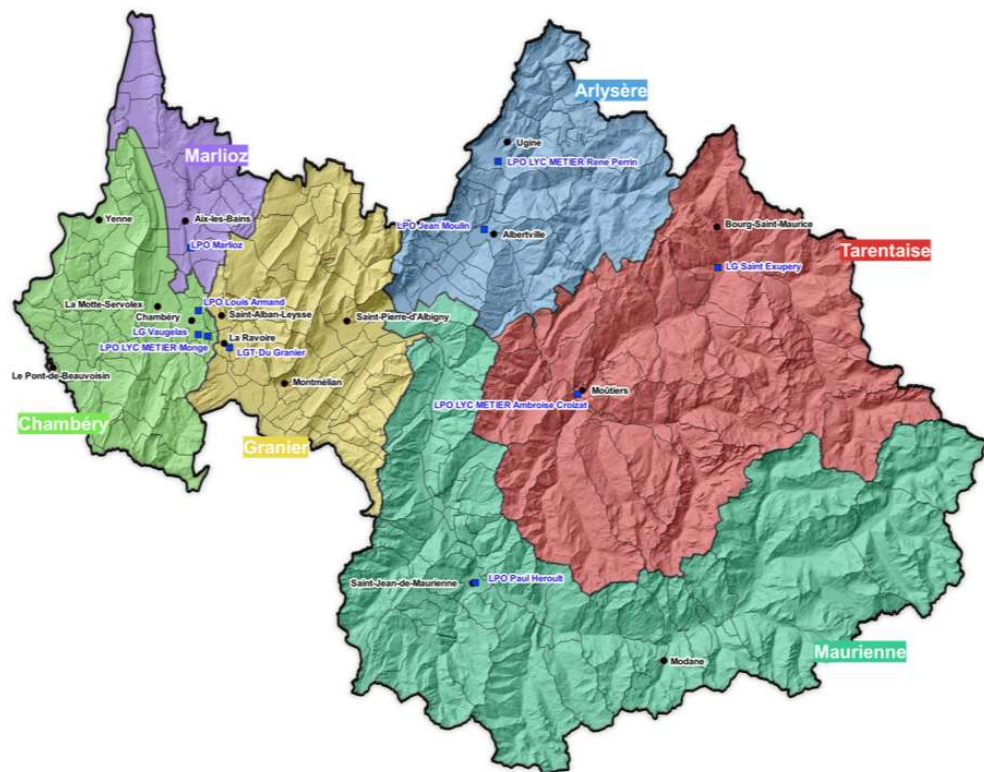 Arlysère
Ugine
Marlioz
LPO LYC METIER Rene Perrin
Yenne
Aix-les-Bains
LPO Jean Moulin
Albertville
Bourg-Saint-Maurice
LPO Marlioz
Tarentaise
LG Saint Exupery
La Motte-Servolex
LPO Louis Armand
Chambéry
Saint-Alban-Leysse
Saint-Pierre-d'Albigny
LG Vaugelas
LPO LYC METIER Monge
La Ravoire
LGT Du Granier
Le Pont-de-Beauvoisin
Montmélian
Moûtiers
LPO LYC METIER Ambroise Croizat
Chambéry
Granier
Saint-Jean-de-Maurienne
LPO Paul Heroult
Maurienne
Modane